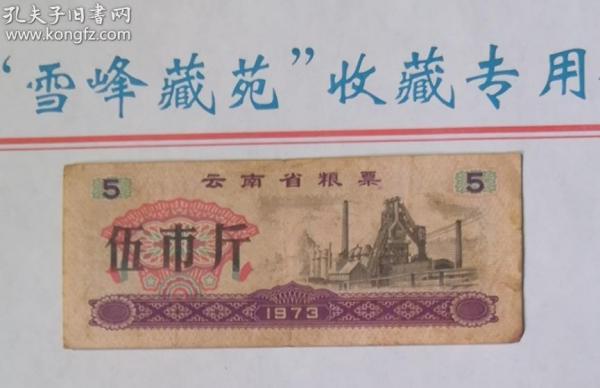 孔夫子旧书网
www.kongfz.com
“雪峰藏苑”收藏专用
5 云南省粮票 5
伍市斤
1973